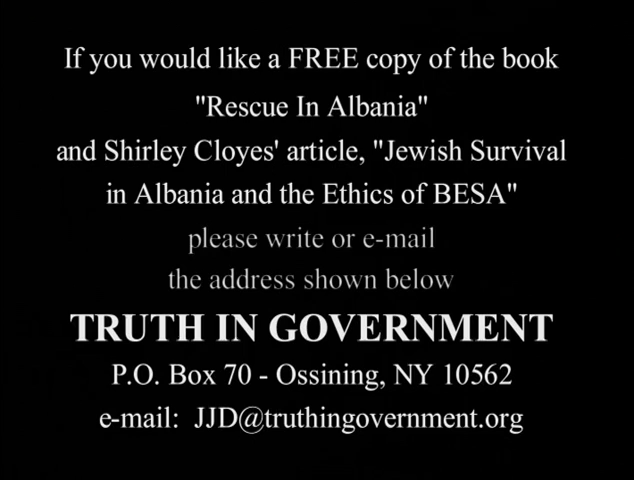 If you would like a FREE copy of the book
"Rescue In Albania"
and Shirley Cloyes' article, "Jewish Survival
in Albania and the Ethics of BESA"
please write or e-mail
the address shown below
TRUTH IN GOVERNMENT
P.O. Box 70 - Ossining, NY 10562
e-mail:  JJD@truthingovernment.org